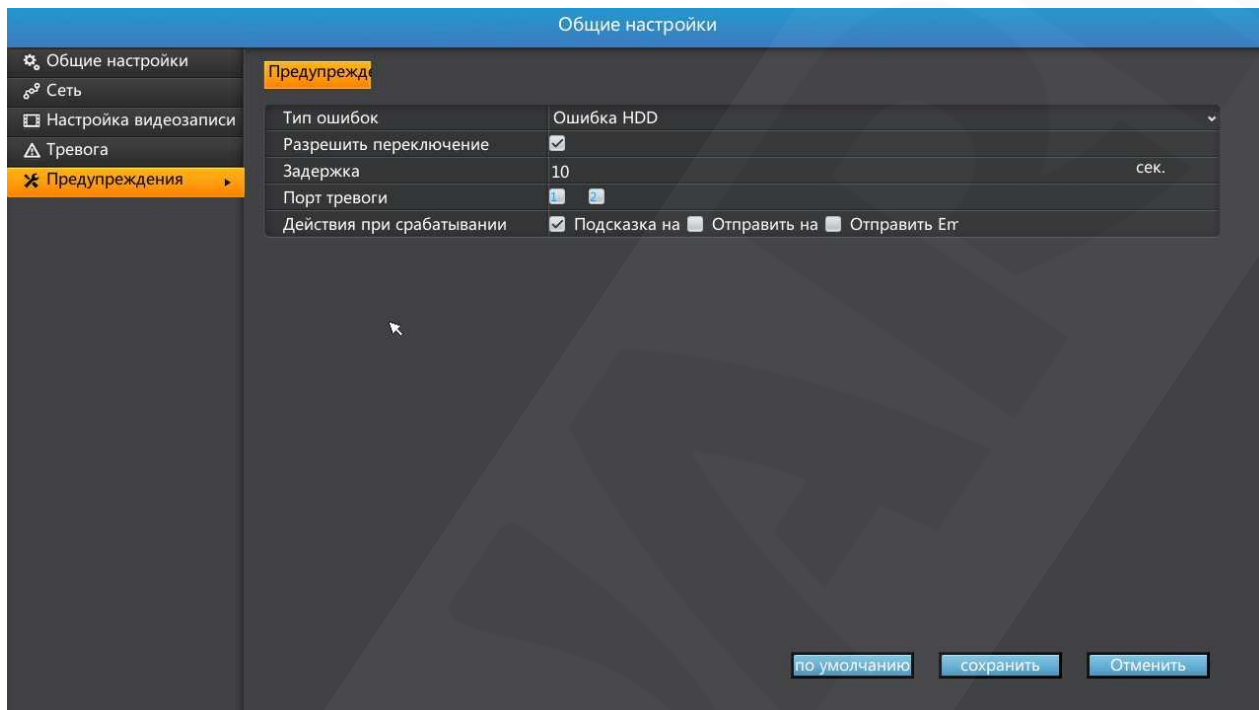 Общие настройки
Общие настройки
Сеть
Настройка видеозаписи
Тревога
Предупреждения
Предупрежде
Тип ошибок Ошибка HDD
Разрешить переключение
Задержка 10 сек.
Порт тревоги 1 2
Действия при срабатывании Подсказка на Отправить на Отправить Em
по умолчанию сохранить Отменить